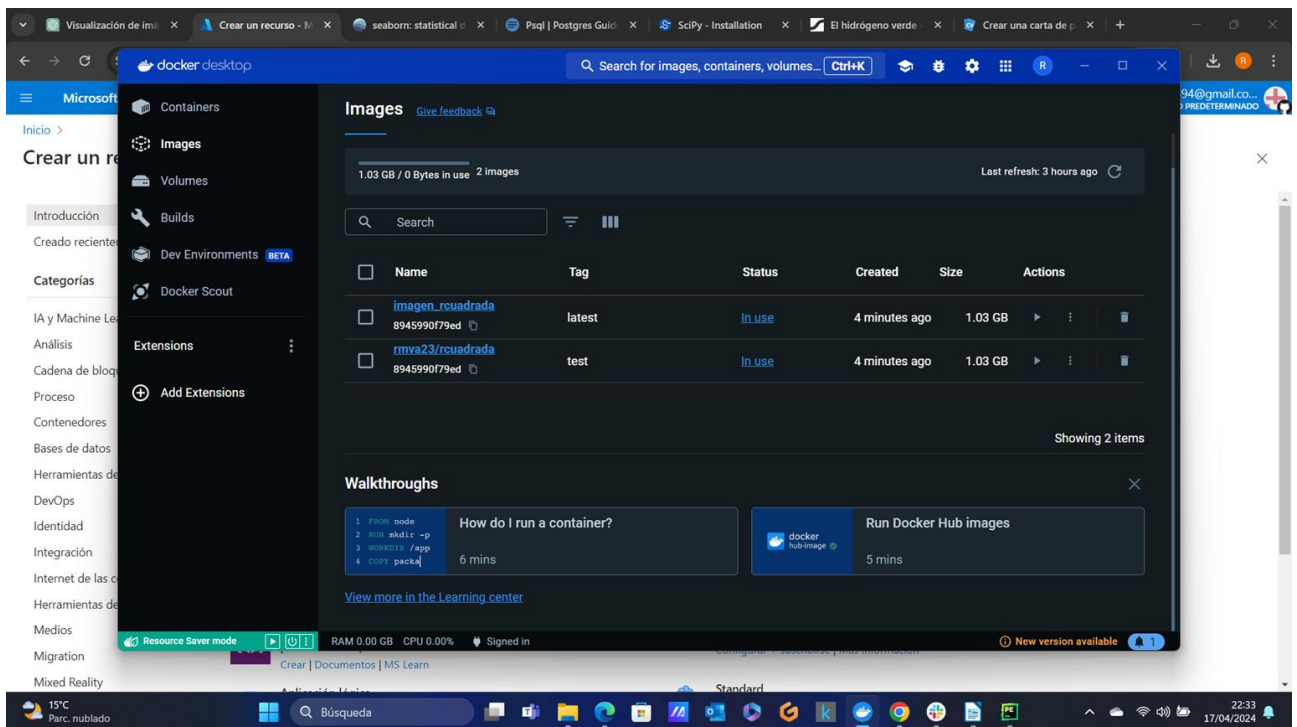 Visualización de imá
Crear un recurso - M
seaborn: statistical d
Psql | Postgres Guid
SciPy - Installation
El hidrógeno verde -
Crear una carta de p
docker desktop
Search for images, containers, volumes... Ctrl+K
R
R
Microsoft
94@gmail.co...
PREDETERMINADO
Inicio >
Crear un re
Introducción
Creado reciente
Categorías
IA y Machine Le
Análisis
Cadena de bloq
Proceso
Contenedores
Bases de datos
Herramientas de
DevOps
Identidad
Integración
Internet de las c
Herramientas de
Medios
Migration
Mixed Reality
Containers
Images
Volumes
Builds
Dev Environments BETA
Docker Scout
Extensions
Add Extensions
Images Give feedback
1.03 GB / 0 Bytes in use 2 images
Last refresh: 3 hours ago
Search
Name Tag Status Created Size Actions
imagen_rcuadrada
8945990f79ed
latest In use 4 minutes ago 1.03 GB
rmva23/rcuadrada
8945990f79ed
test In use 4 minutes ago 1.03 GB
Showing 2 items
Walkthroughs
1 FROM node
2 RUN mkdir -p
3 WORKDIR /app
4 COPY packa
How do I run a container?
6 mins
docker
hub-image
Run Docker Hub images
5 mins
View more in the Learning center
Resource Saver mode
RAM 0.00 GB CPU 0.00% Signed in
New version available 1
Crear | Documentos | MS Learn
Standard
15°C
Parc. nublado
Búsqueda
22:33
17/04/2024